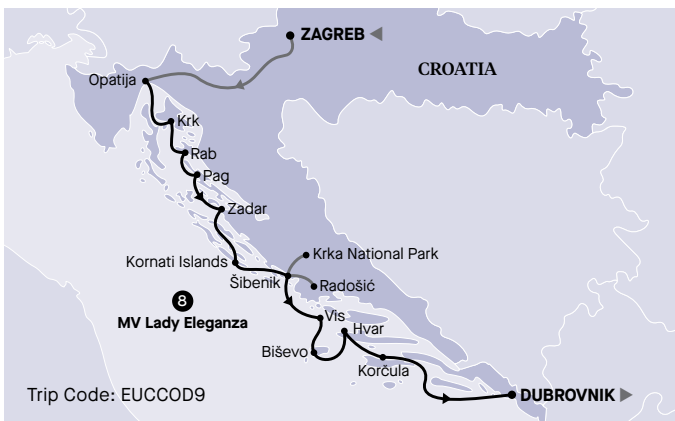 ZAGREB
CROATIA
Opatija
Krk
Rab
Pag
Zadar
Kornati Islands
Krka National Park
Šibenik
Radošić
8
MV Lady Eleganza
Vis
Hvar
Biševo
Korčula
Trip Code: EUCCOD9
DUBROVNIK